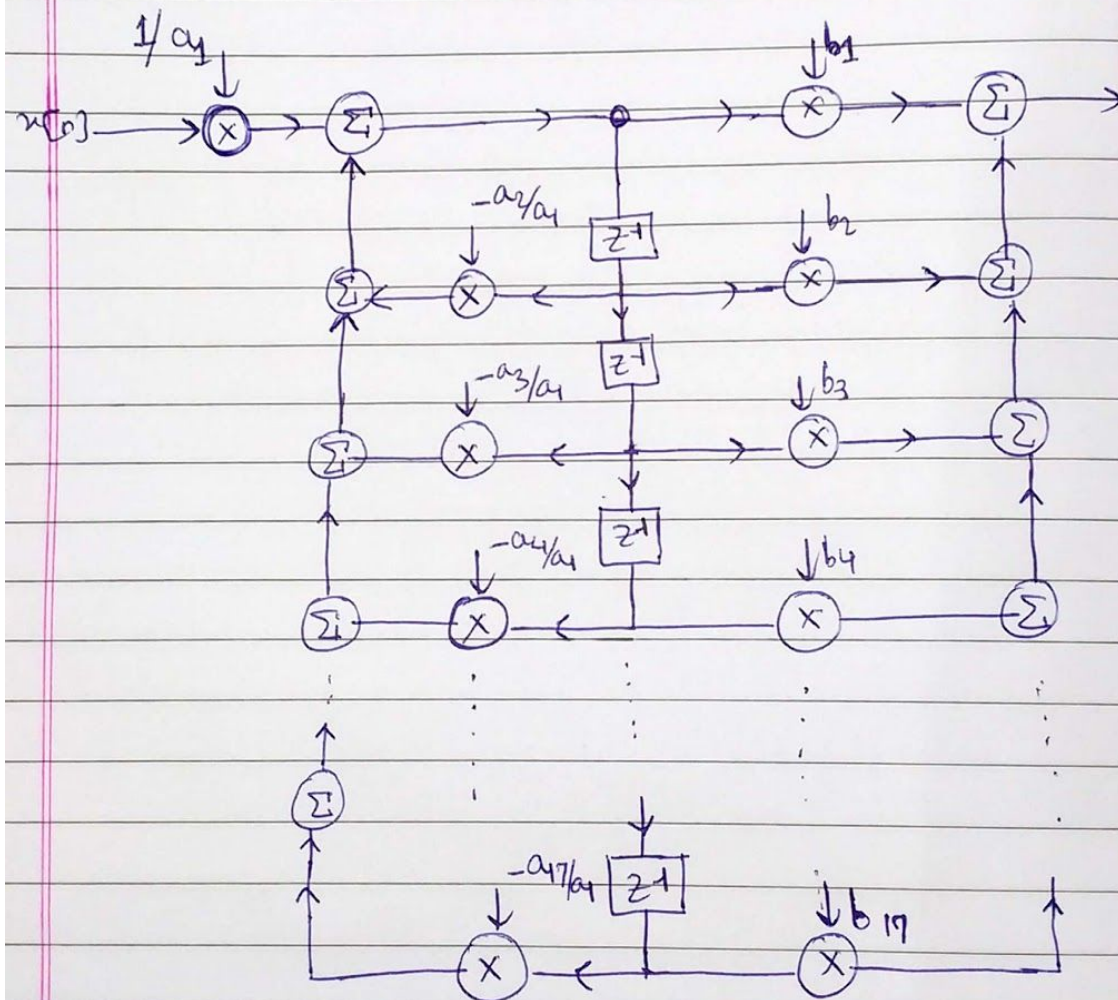 1/a1
x[n] × Σ × b1 Σ
-a2/a1 z-1 b2
Σ × × Σ
z-1
-a3/a1 b3
Σ × × Σ
z-1
-a4/a1 b4
Σ × × Σ
Σ
-a17/a1 z-1 b17
× ×